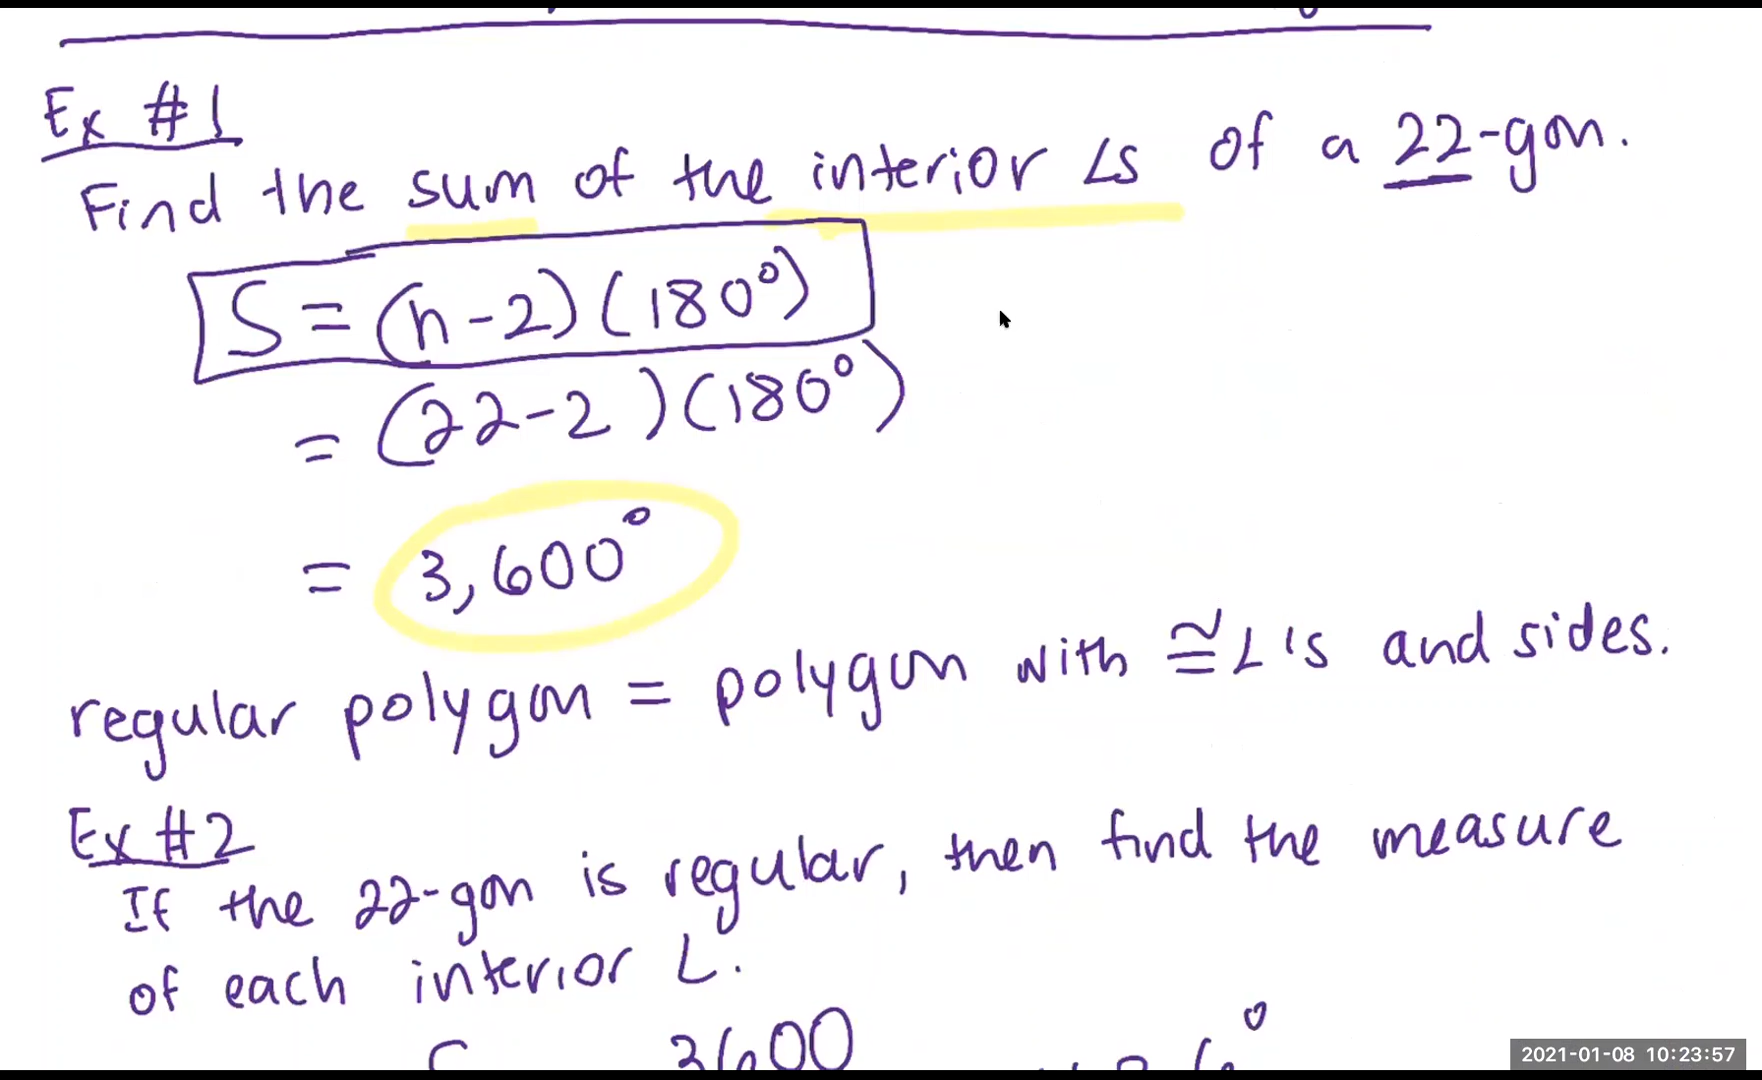 Ex #1
Find the sum of the interior ∠s of a 22-gon.
S = (n-2)(180°)
= (22-2)(180°)
= 3,600°
regular polygon = polygon with ≅ ∠'s and sides.
Ex #2
If the 22-gon is regular, then find the measure
of each interior ∠.
3600
2021-01-08 10:23:57